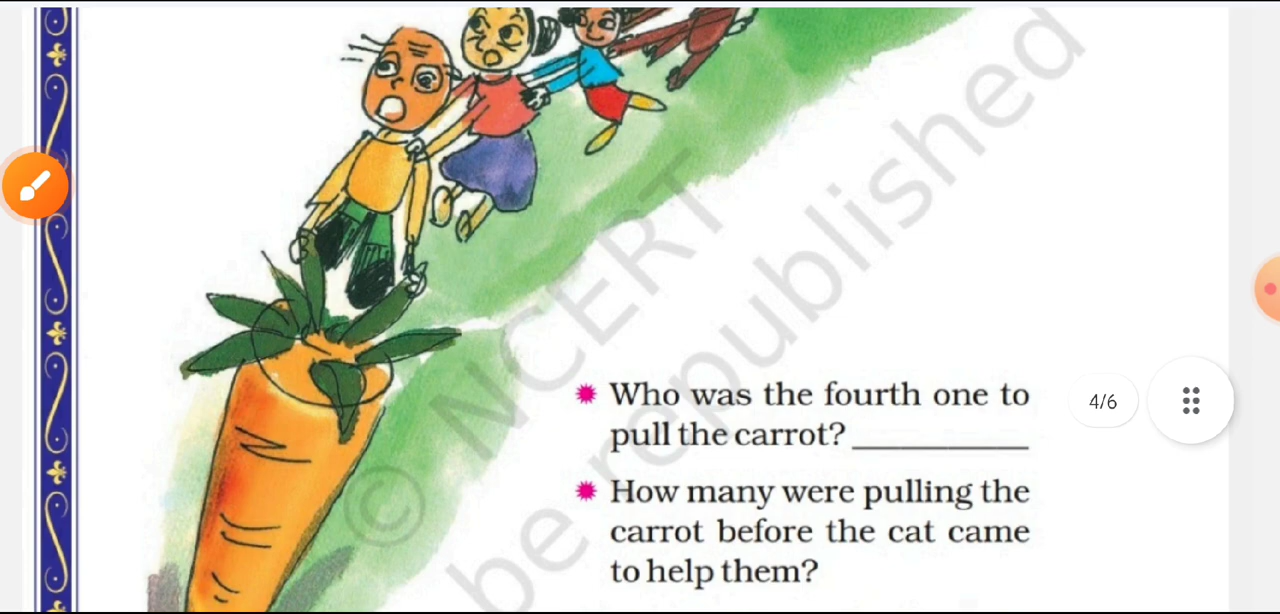 Who was the fourth one to
pull the carrot?
4/6
How many were pulling the
carrot before the cat came
to help them?
© NCERT
be republished